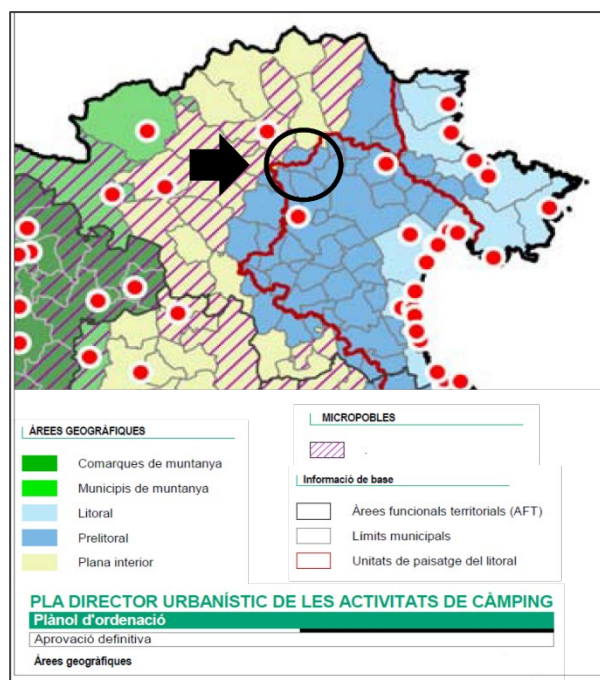 ÀREES GEOGRÀFIQUES
Comarques de muntanya
Municipis de muntanya
Litoral
Prelitoral
Plana interior
MICROPOBLES
Informació de base
Àrees funcionals territorials (AFT)
Límits municipals
Unitats de paisatge del litoral
PLA DIRECTOR URBANÍSTIC DE LES ACTIVITATS DE CÀMPING
Plànol d'ordenació
Aprovació definitiva
Àrees geogràfiques